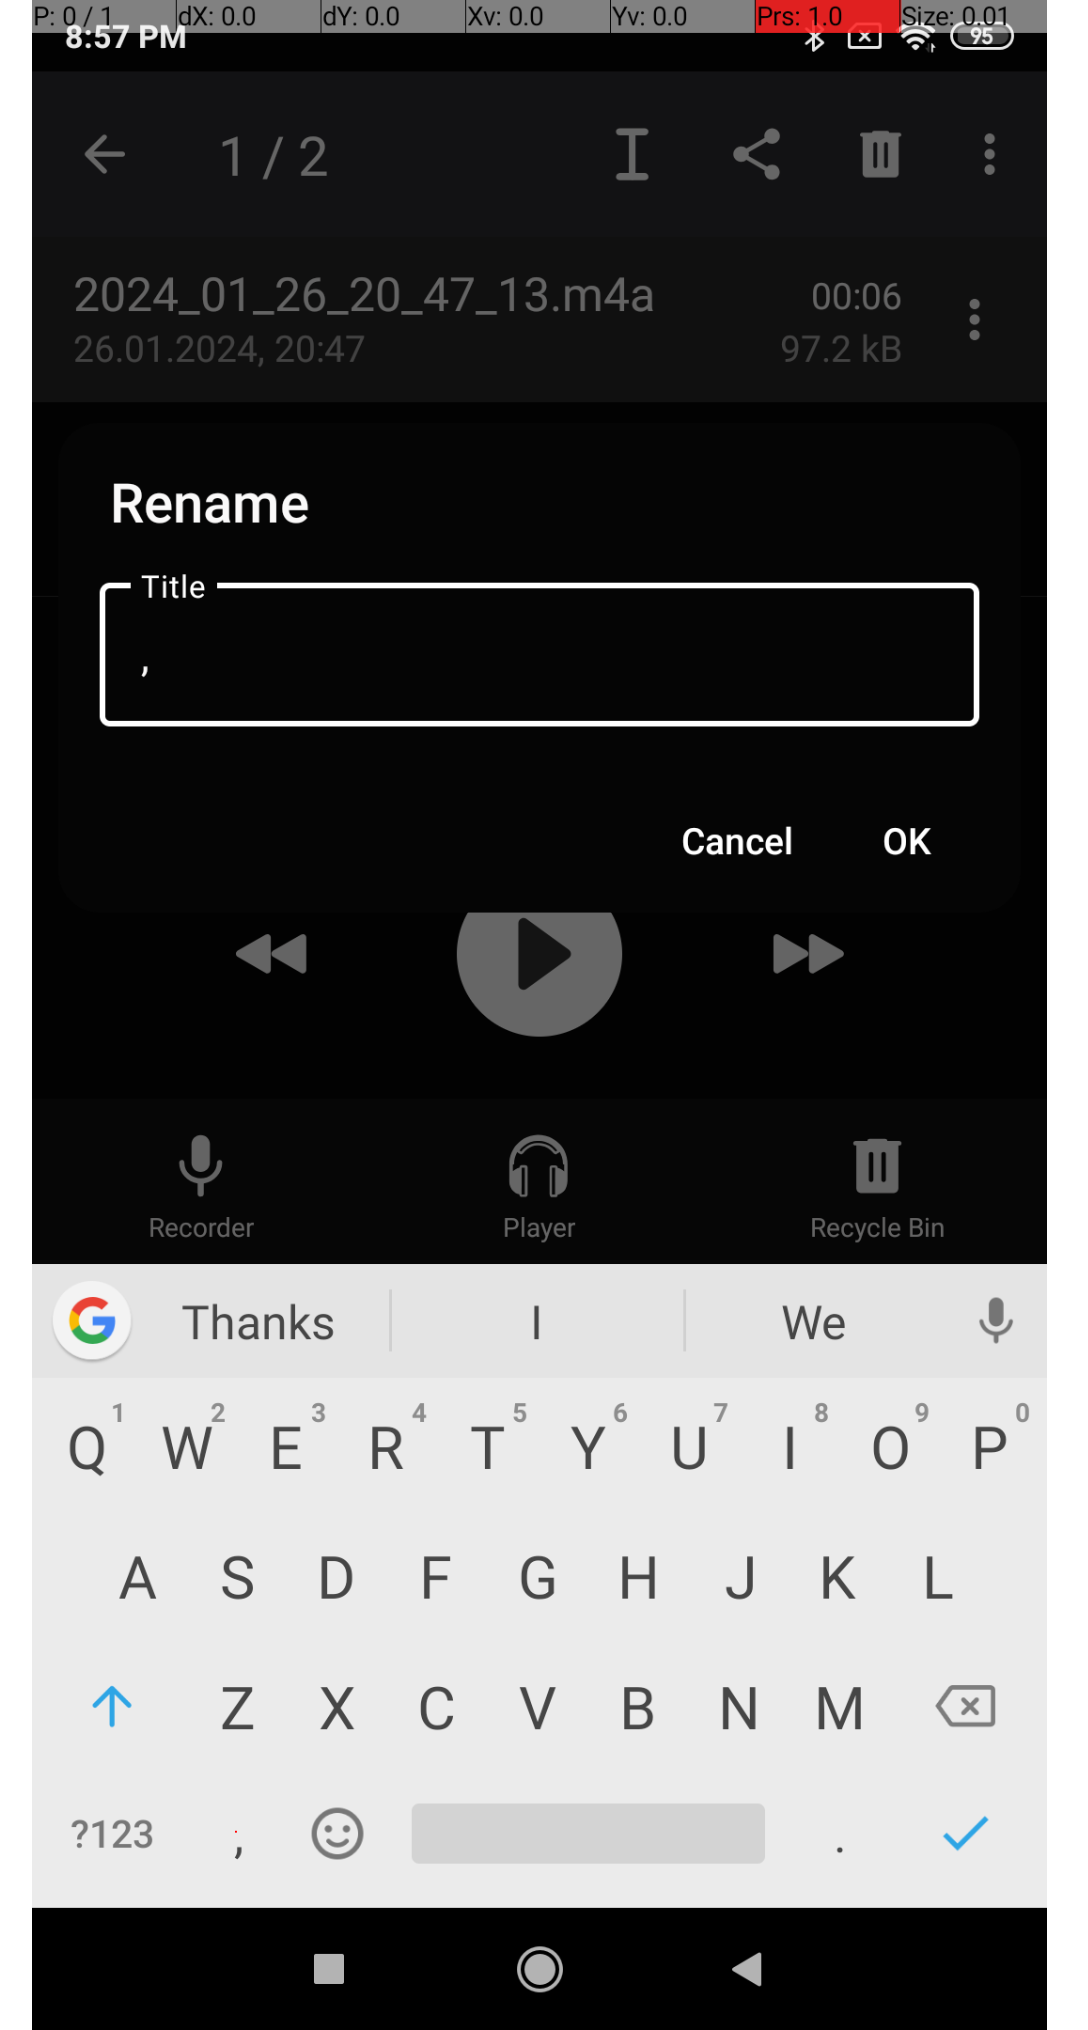 P: 0 / 1 dX: 0.0 dY: 0.0 Xv: 0.0 Yv: 0.0 Prs: 1.0 Size: 0.01
8:57 PM 95
1 / 2
2024_01_26_20_47_13.m4a 00:06
26.01.2024, 20:47 97.2 kB
Rename
Title
,
Cancel OK
Recorder Player Recycle Bin
Thanks I We
1 2 3 4 5 6 7 8 9 0
Q W E R T Y U I O P
A S D F G H J K L
Z X C V B N M
?123 , .